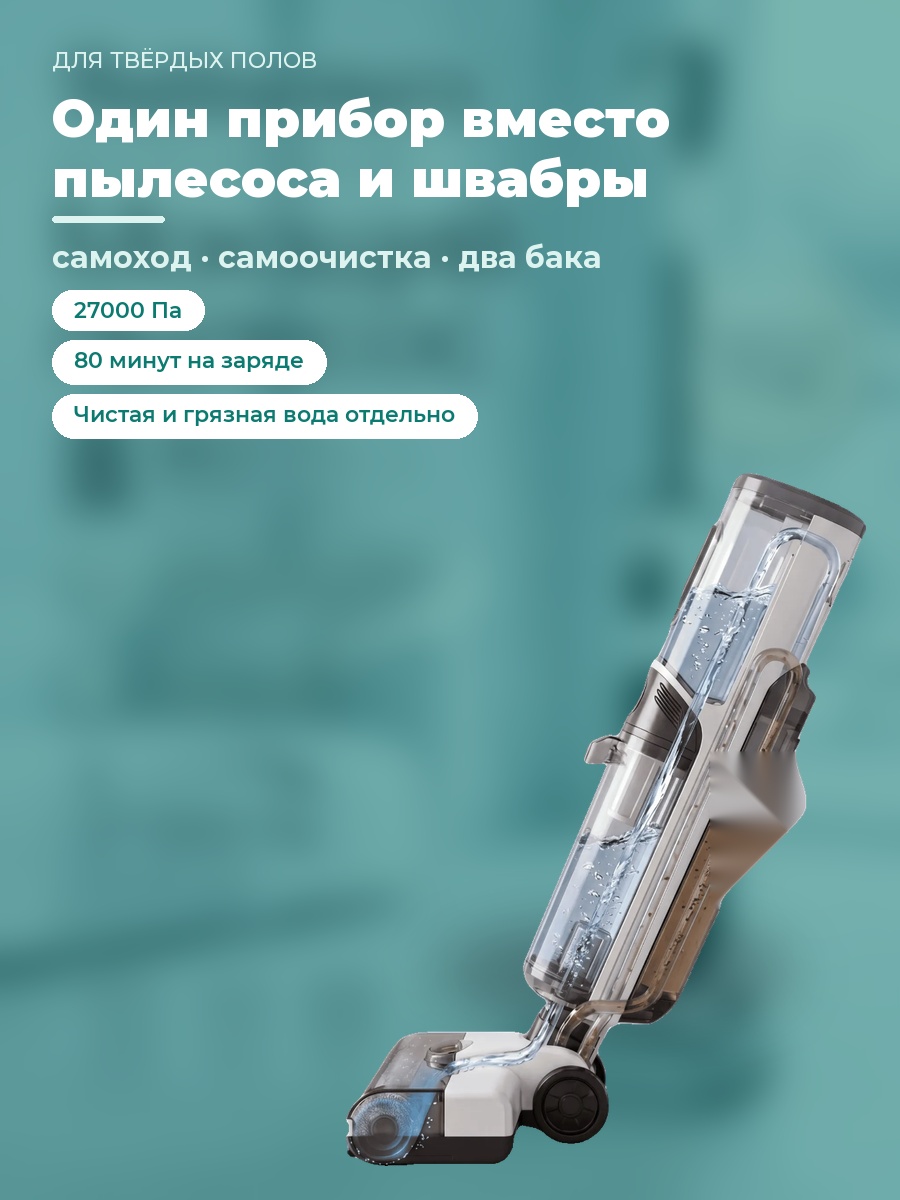 ДЛЯ ТВЁРДЫХ ПОЛОВ
Один прибор вместо
пылесоса и швабры
самоход · самоочистка · два бака
27000 Па
80 минут на заряде
Чистая и грязная вода отдельно